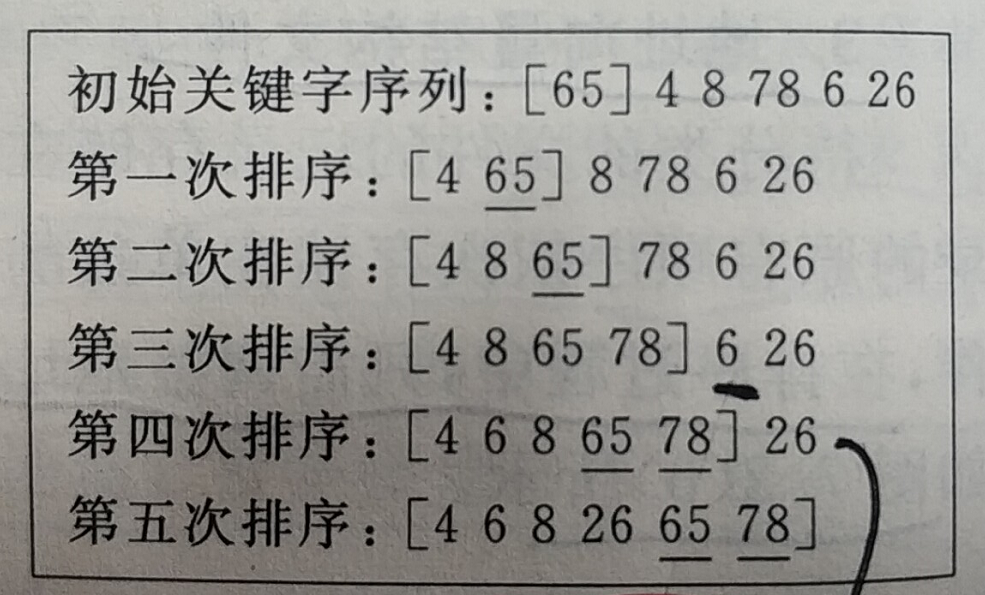 初始关键字序列：[65] 4 8 78 6 26
第一次排序：[4 65] 8 78 6 26
第二次排序：[4 8 65] 78 6 26
第三次排序：[4 8 65 78] 6 26
第四次排序：[4 6 8 65 78] 26
第五次排序：[4 6 8 26 65 78]